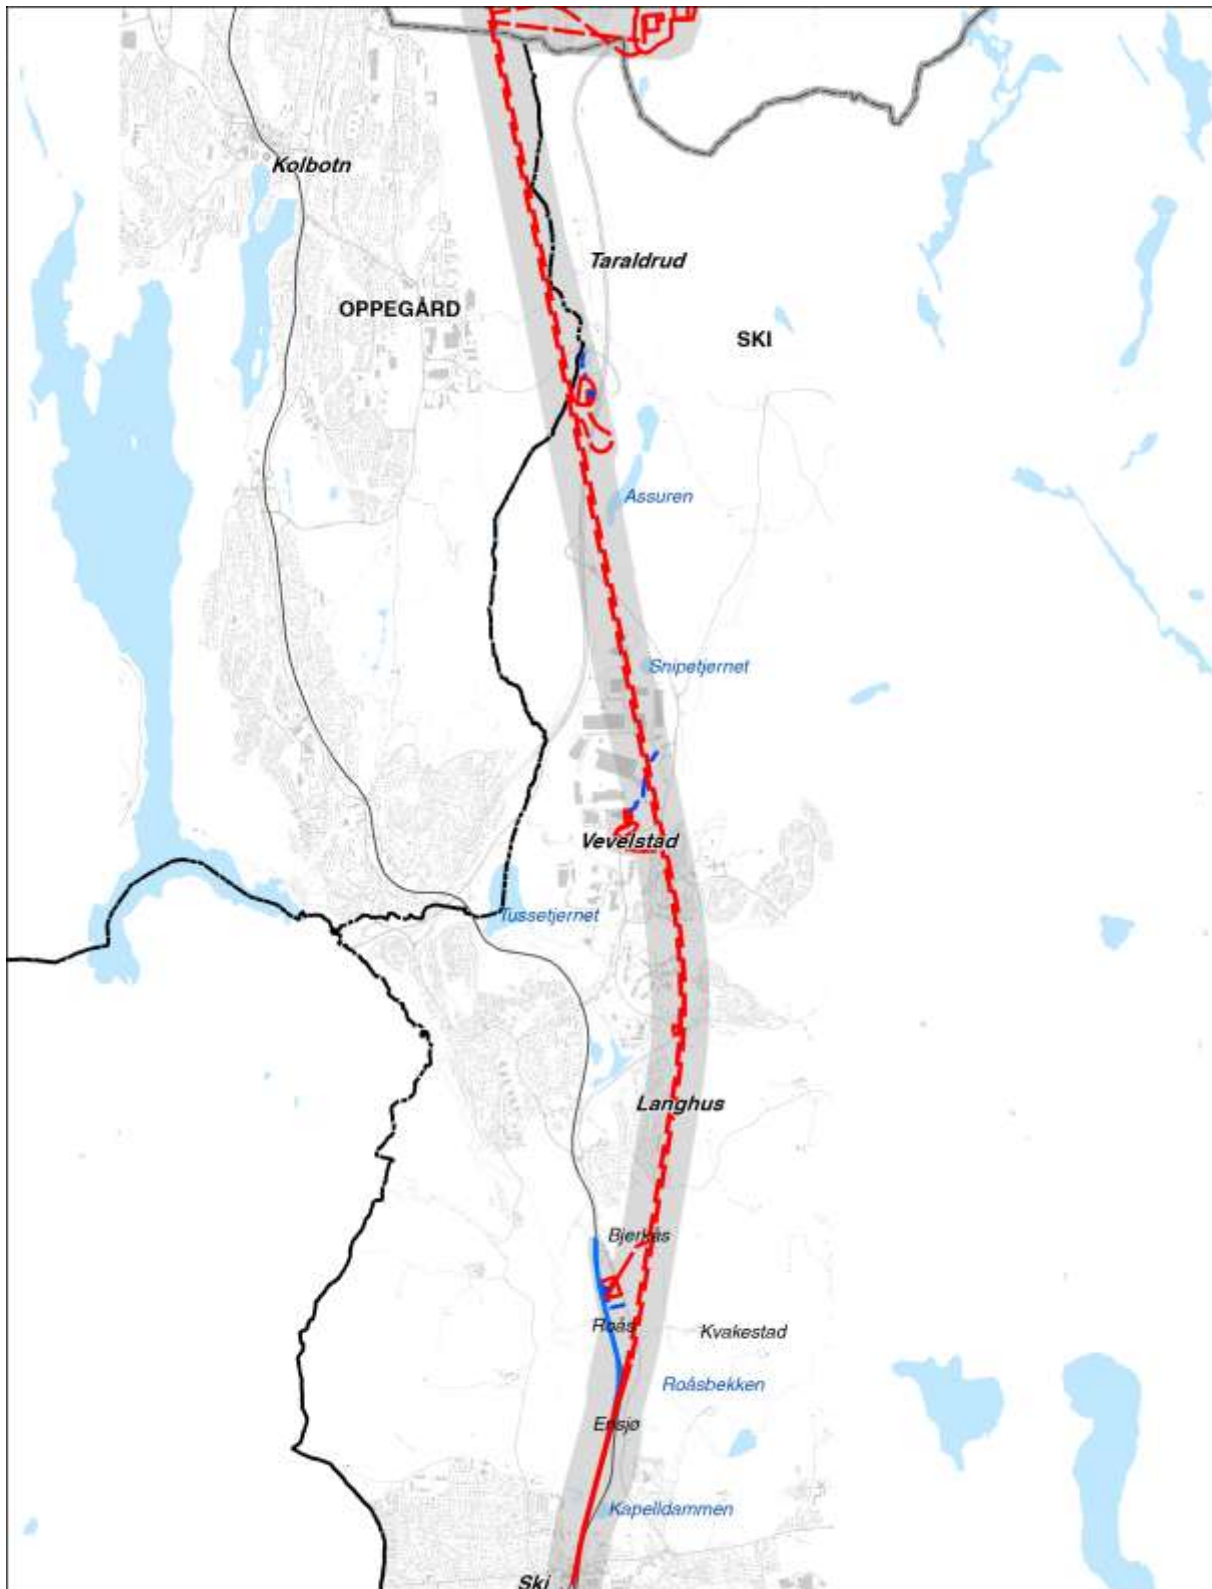 Kolbotn
Taraldrud
OPPEGÅRD
SKI
Assuren
Snipetjernet
Vevelstad
Tussetjernet
Langhus
Bjerkås
Roås
Kvakestad
Roåsbekken
Ensjø
Kapelldammen
Ski